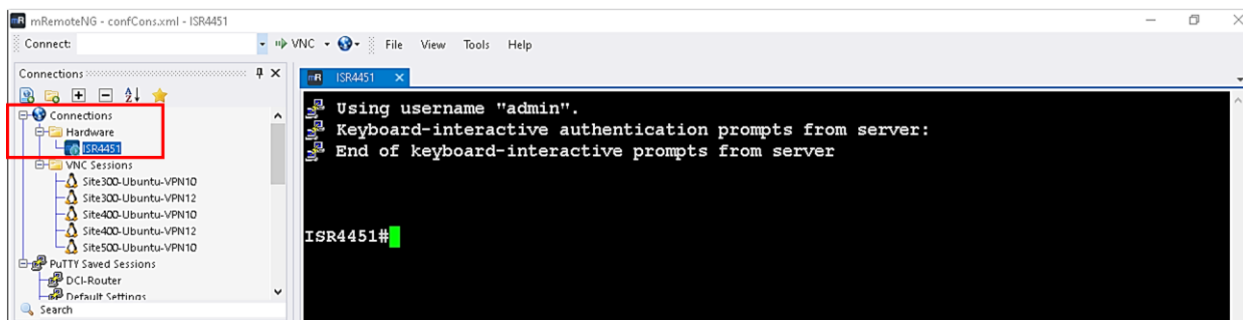 mRemoteNG - confCons.xml - ISR4451
Connect: VNC File View Tools Help
Connections
Connections
Hardware
ISR4451
VNC Sessions
Site300-Ubuntu-VPN10
Site300-Ubuntu-VPN12
Site400-Ubuntu-VPN10
Site400-Ubuntu-VPN12
Site500-Ubuntu-VPN10
PuTTY Saved Sessions
DCI-Router
Default Settings
Search
mR ISR4451
Using username "admin".
Keyboard-interactive authentication prompts from server:
End of keyboard-interactive prompts from server
ISR4451#